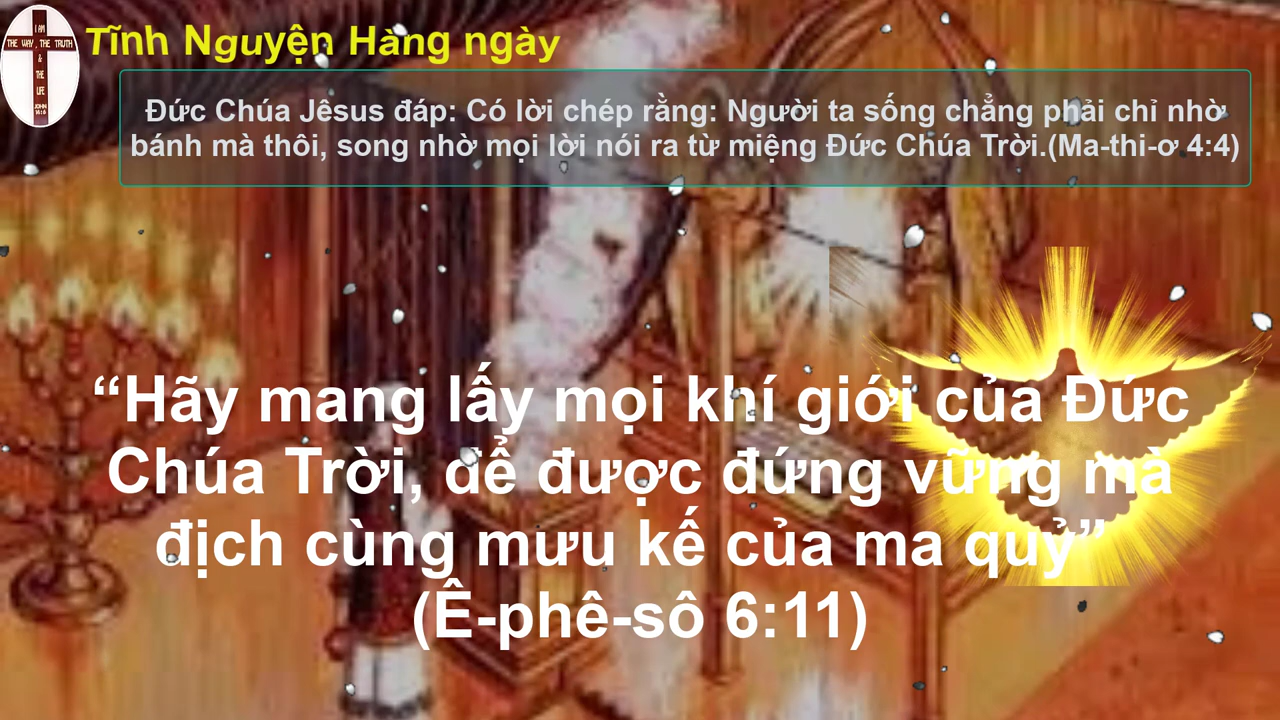 I AM
THE WAY, THE TRUTH
&
THE
LIFE
JOHN
14:6
Tĩnh Nguyện Hàng ngày
Đức Chúa Jêsus đáp: Có lời chép rằng: Người ta sống chẳng phải chỉ nhờ
bánh mà thôi, song nhờ mọi lời nói ra từ miệng Đức Chúa Trời.(Ma-thi-ơ 4:4)
“Hãy mang lấy mọi khí giới của Đức
Chúa Trời, để được đứng vững mà
địch cùng mưu kế của ma quỷ”
(Ê-phê-sô 6:11)